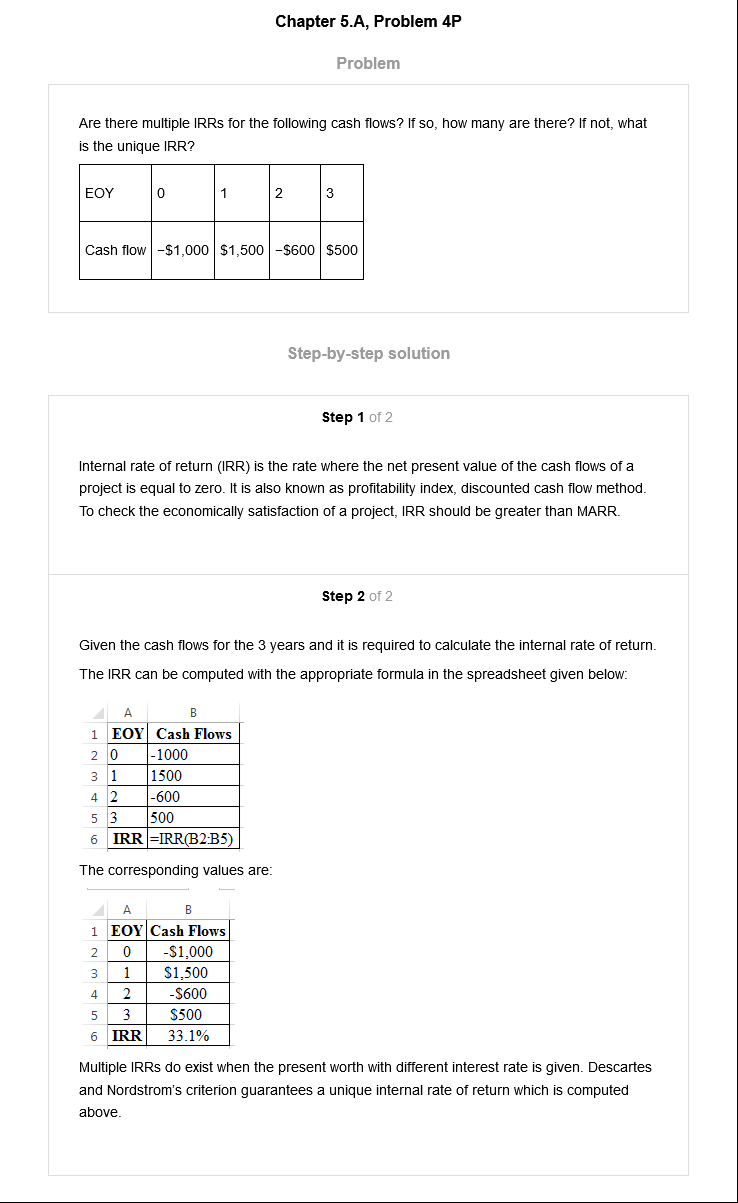 Chapter 5.A, Problem 4P
Problem
Are there multiple IRRs for the following cash flows? If so, how many are there? If not, what
is the unique IRR?
EOY 0 1 2 3
Cash flow −$1,000 $1,500 −$600 $500
Step-by-step solution
Step 1 of 2
Internal rate of return (IRR) is the rate where the net present value of the cash flows of a
project is equal to zero. It is also known as profitability index, discounted cash flow method.
To check the economically satisfaction of a project, IRR should be greater than MARR.
Step 2 of 2
Given the cash flows for the 3 years and it is required to calculate the internal rate of return.
The IRR can be computed with the appropriate formula in the spreadsheet given below:
A B
1 EOY Cash Flows
2 0 -1000
3 1 1500
4 2 -600
5 3 500
6 IRR =IRR(B2:B5)
The corresponding values are:
A B
1 EOY Cash Flows
2 0 -$1,000
3 1 $1,500
4 2 -$600
5 3 $500
6 IRR 33.1%
Multiple IRRs do exist when the present worth with different interest rate is given. Descartes
and Nordstrom's criterion guarantees a unique internal rate of return which is computed
above.